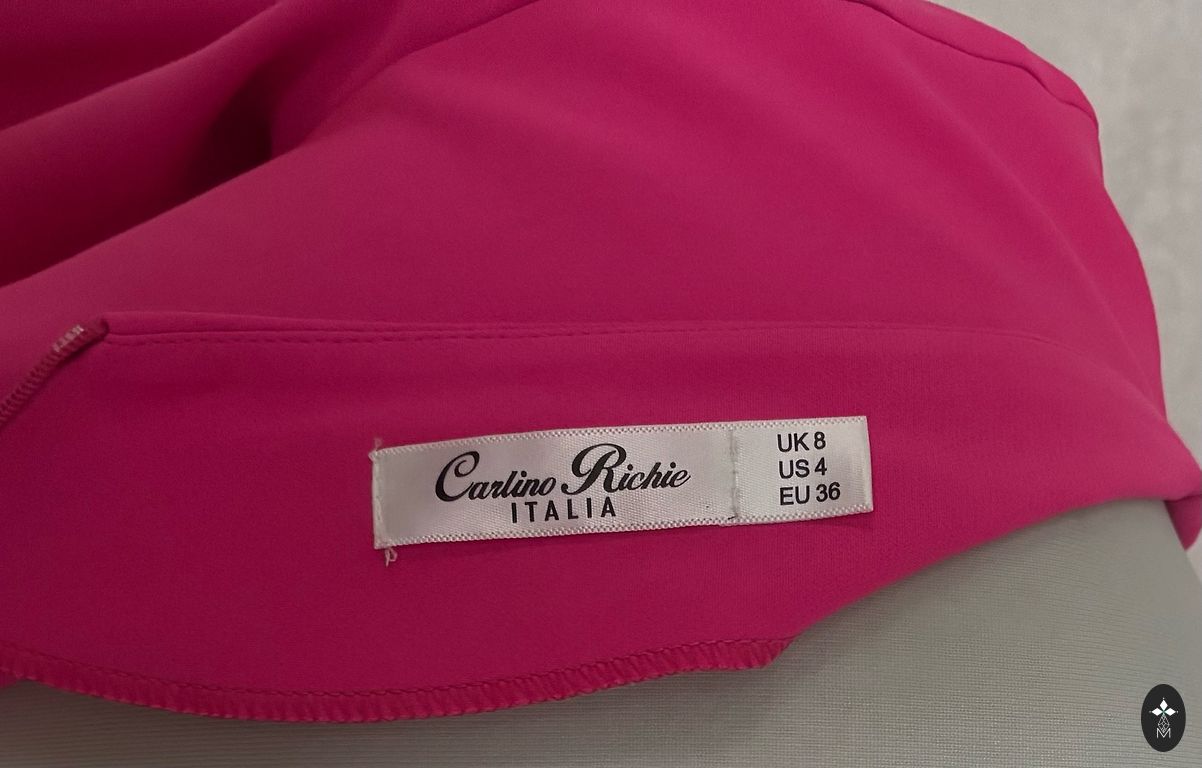 Carlino Richie
ITALIA
UK 8
US 4
EU 36